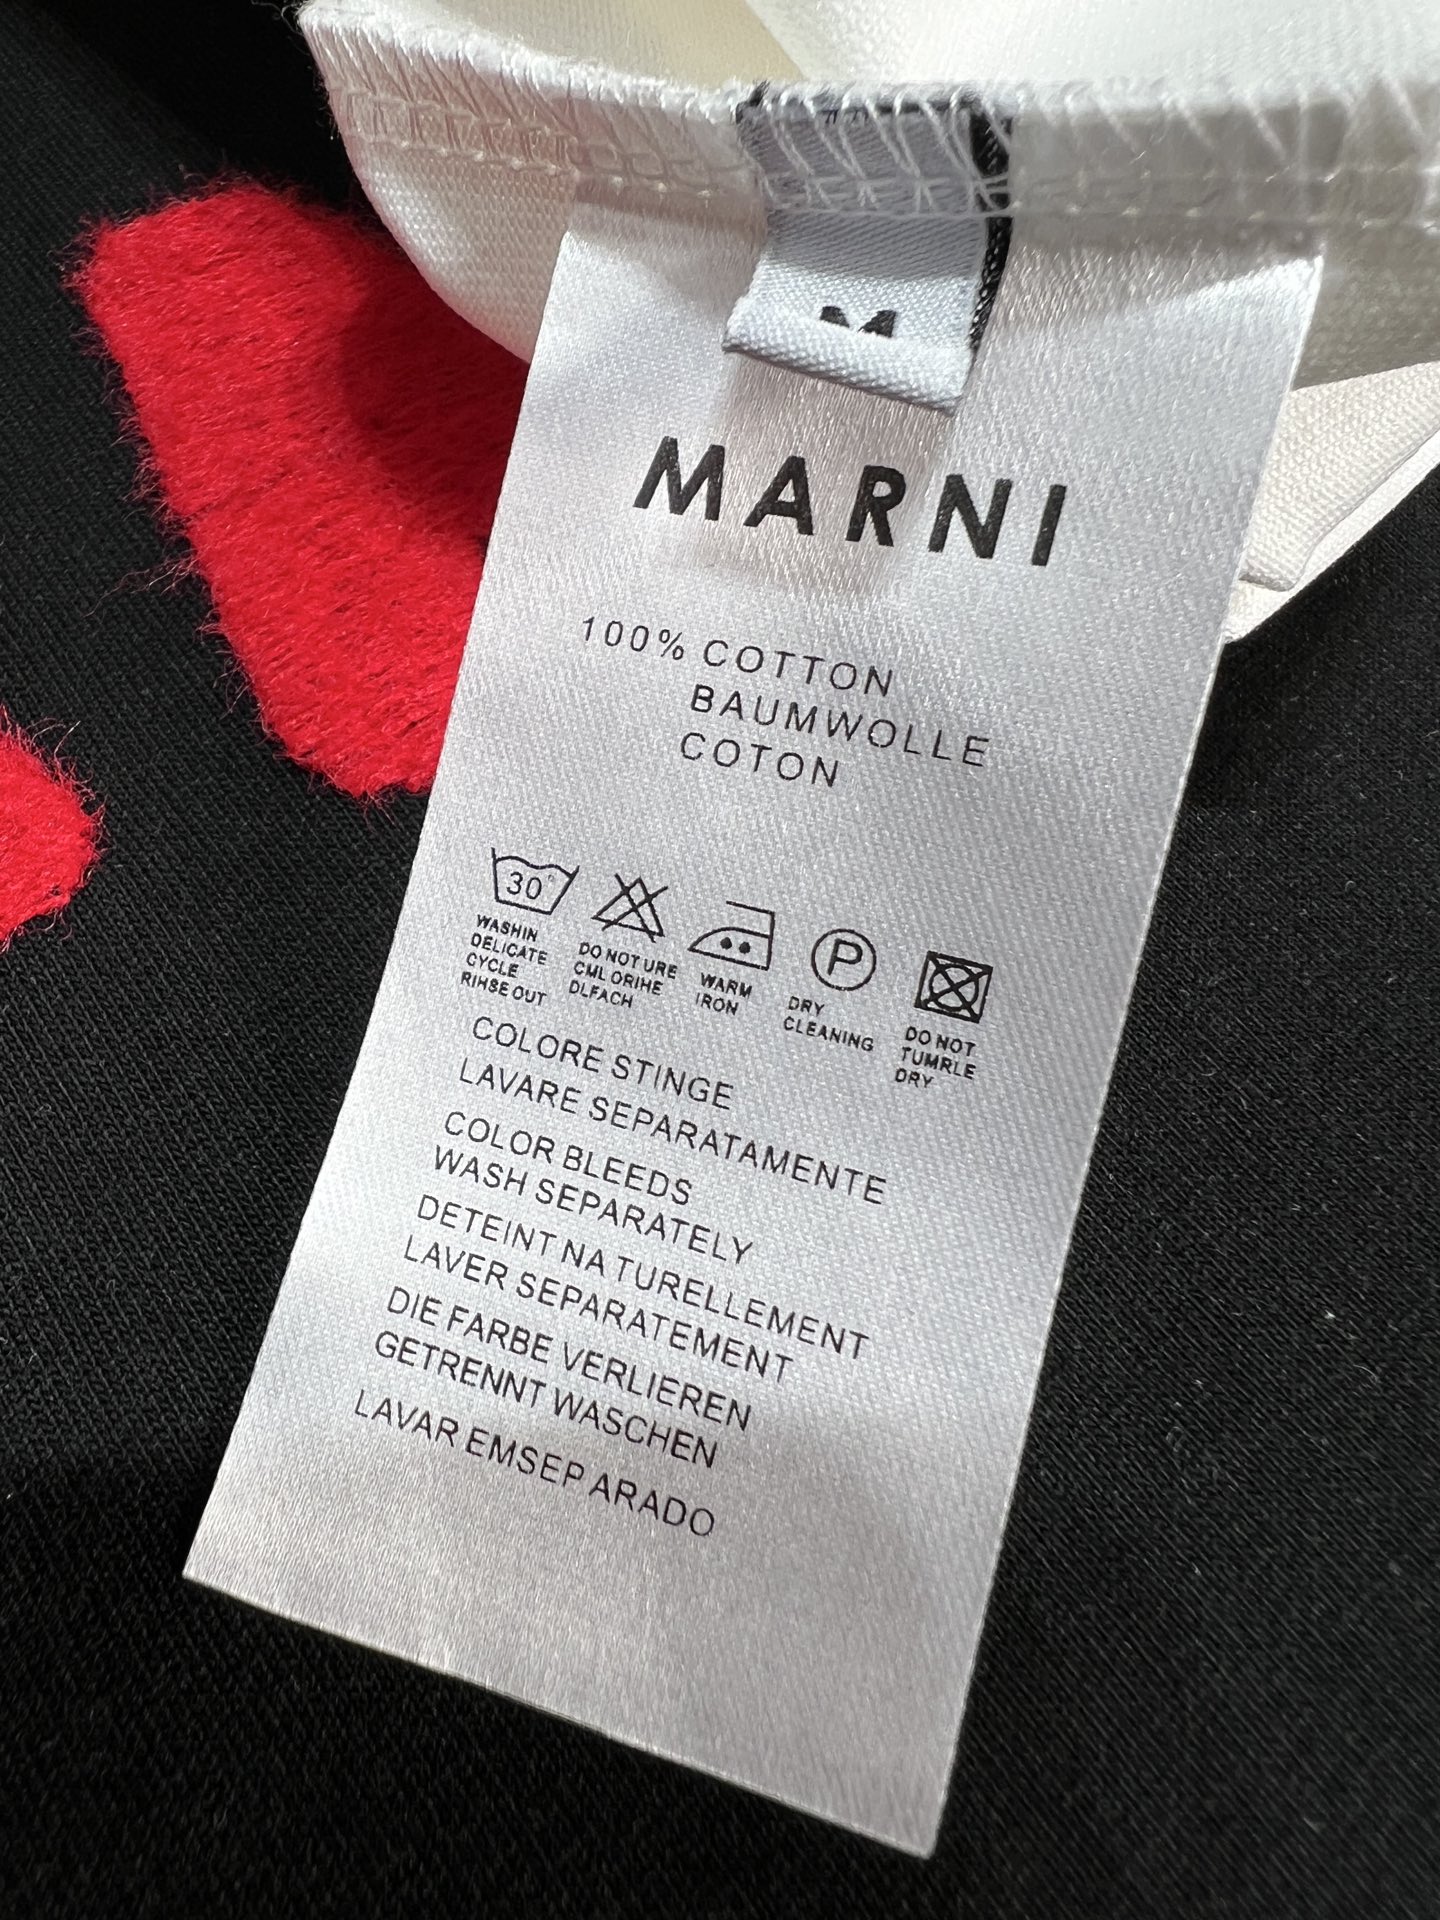 M
MARNI
100% COTTON
BAUMWOLLE
COTON
30°
WASHIN
DELICATE
CYCLE
RIHSE OUT
DO NOT URE
CML ORIHE
DLFACH
WARM
IRON
P
DRY
CLEANING
DO NOT
TUMRLE
DRY
COLORE STINGE
LAVARE SEPARATAMENTE
COLOR BLEEDS
WASH SEPARATELY
DETEINT NA TURELLEMENT
LAVER SEPARATEMENT
DIE FARBE VERLIEREN
GETRENNT WASCHEN
LAVAR EMSEP ARADO